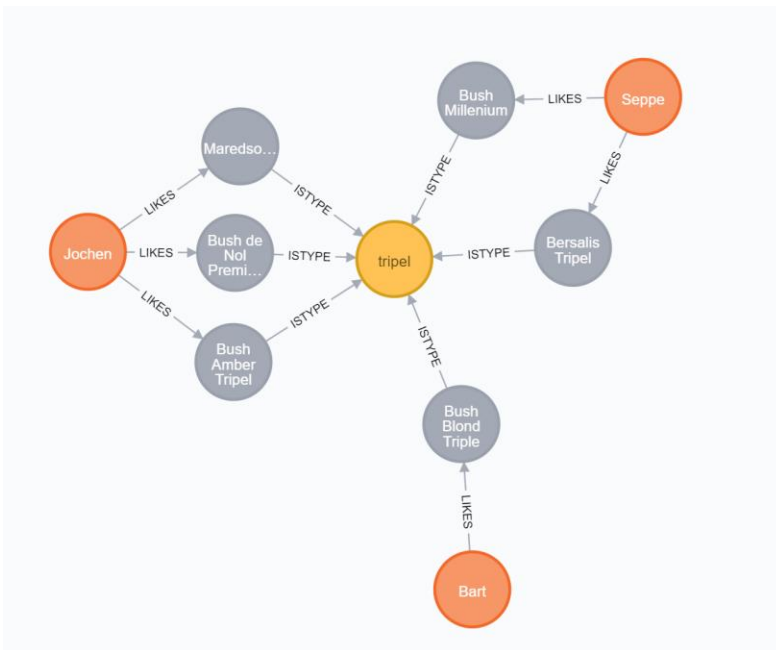 Bush
Millenium
LIKES
Seppe
ISTYPE
LIKES
Maredso...
LIKES
ISTYPE
Jochen
LIKES
Bush de
Nol
Premi...
ISTYPE
tripel
ISTYPE
Bersalis
Tripel
LIKES
Bush
Amber
Tripel
ISTYPE
ISTYPE
Bush
Blond
Triple
LIKES
Bart